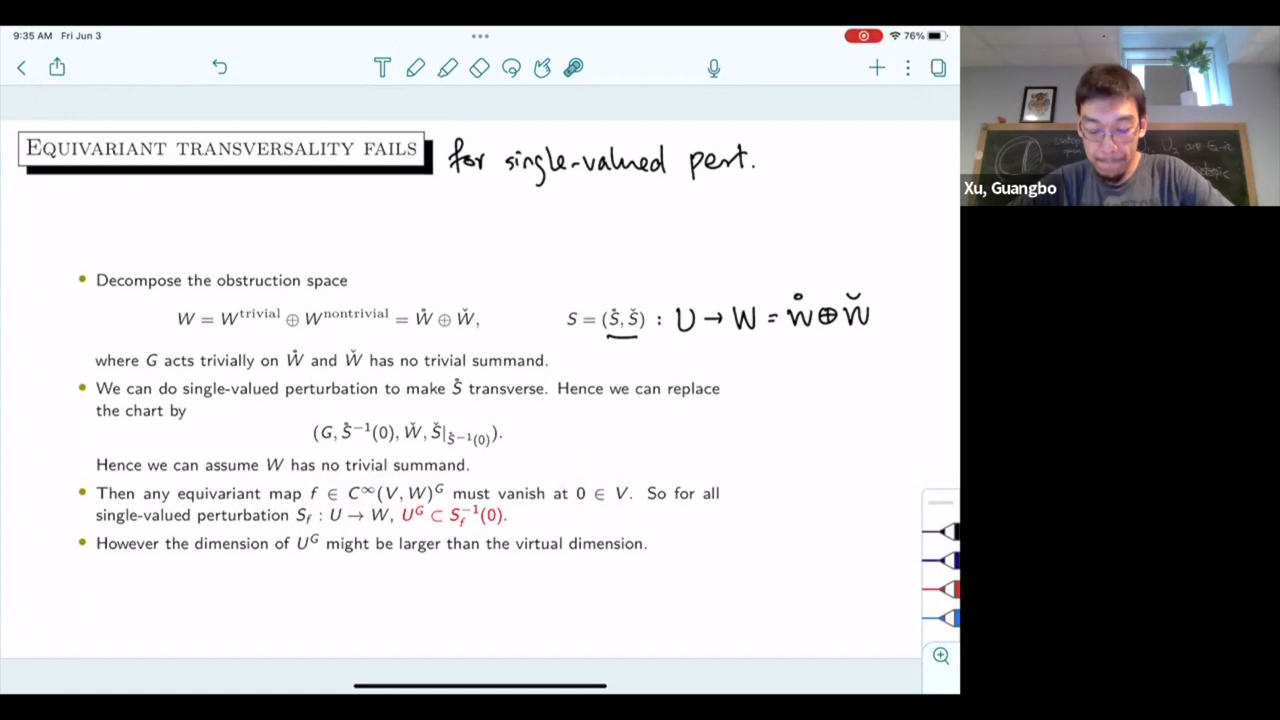 9:35 AM Fri Jun 3
76%
EQUIVARIANT TRANSVERSALITY FAILS for single-valued pert.
Xu, Guangbo
• Decompose the obstruction space
W = W^trivial ⊕ W^nontrivial = W̊ ⊕ W̌, S = (S̊, Š) : U → W = W̊ ⊕ W̌
where G acts trivially on W̊ and W̌ has no trivial summand.
• We can do single-valued perturbation to make S̊ transverse. Hence we can replace
the chart by
(G, S̊⁻¹(0), W̌, Š|_S̊⁻¹(0)).
Hence we can assume W has no trivial summand.
• Then any equivariant map f ∈ C^∞(V, W)^G must vanish at 0 ∈ V. So for all
single-valued perturbation S_f : U → W, U^G ⊂ S_f^−1(0).
• However the dimension of U^G might be larger than the virtual dimension.